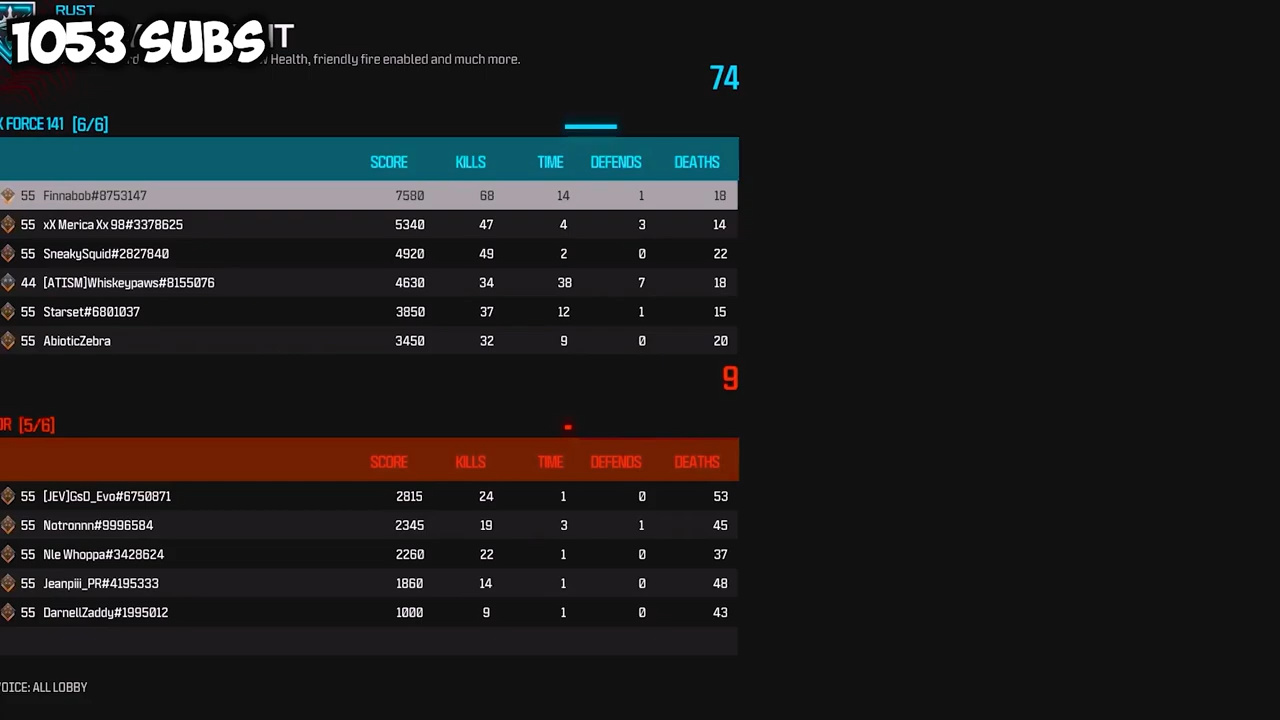 RUST
1053 SUBS
Health, friendly fire enabled and much more.
74
FORCE 141 [6/6]
SCORE KILLS TIME DEFENDS DEATHS
55 Finnabob#8753147 7580 68 14 1 18
55 xX Merica Xx 98#3378625 5340 47 4 3 14
55 SneakySquid#2827840 4920 49 2 0 22
44 [ATISM]Whiskeypaws#8155076 4630 34 38 7 18
55 Starset#6801037 3850 37 12 1 15
55 AbioticZebra 3450 32 9 0 20
9
OR [5/6]
SCORE KILLS TIME DEFENDS DEATHS
55 [JEV]GsD_Evo#6750871 2815 24 1 0 53
55 Notronnn#9996584 2345 19 3 1 45
55 Nle Whoppa#3428624 2260 22 1 0 37
55 Jeanpiii_PR#4195333 1860 14 1 0 48
55 DarnellZaddy#1995012 1000 9 1 0 43
VOICE: ALL LOBBY